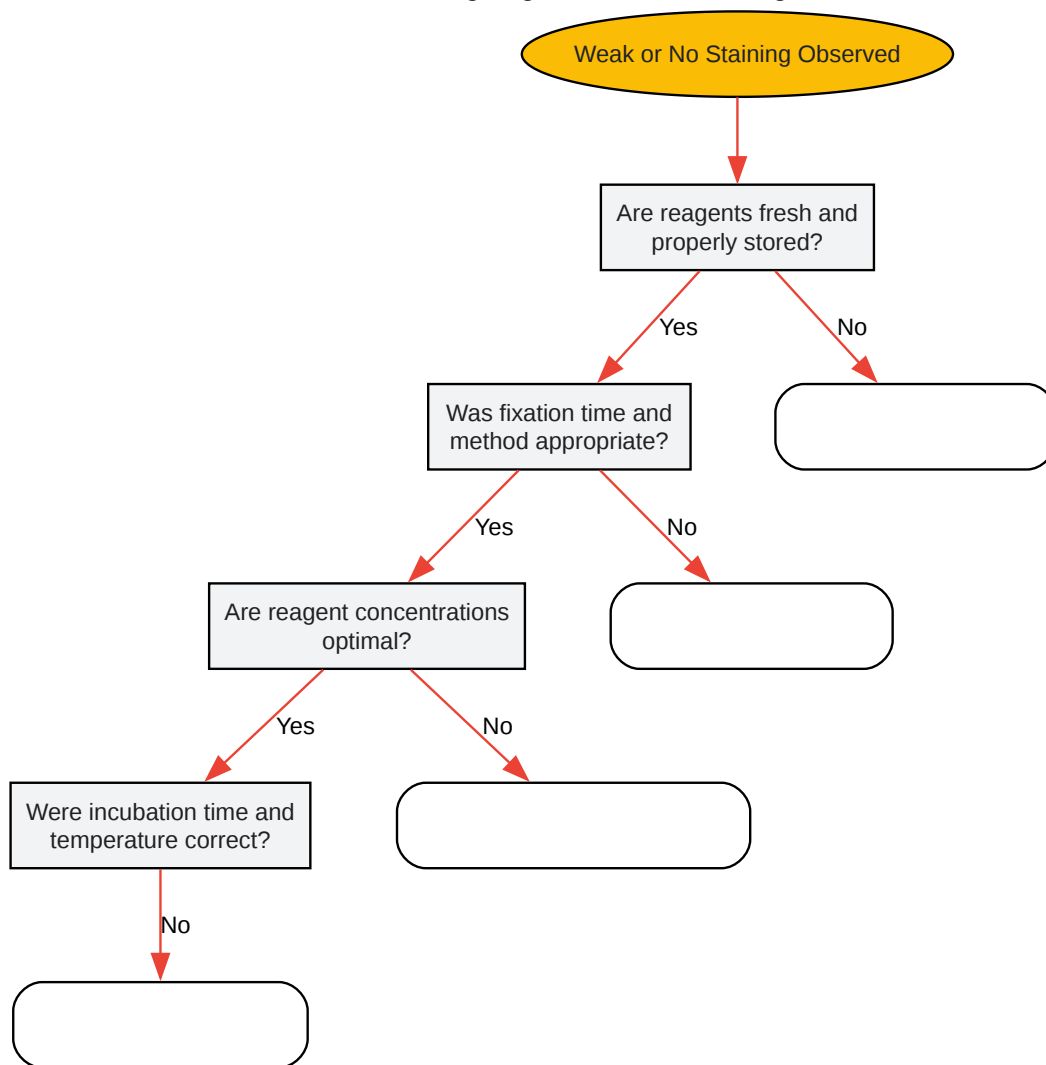 Weak or No Staining Observed
Are reagents fresh and
properly stored?
Yes
No
Was fixation time and
method appropriate?
Yes
No
Are reagent concentrations
optimal?
Yes
No
Were incubation time and
temperature correct?
No